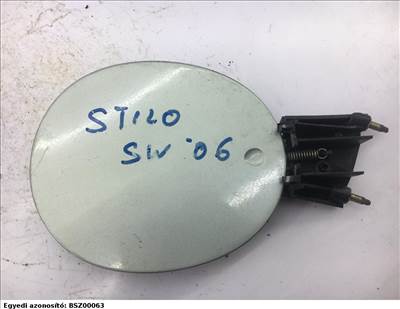 STILO
SW '06
Egyedi azonosító: BSZ00063